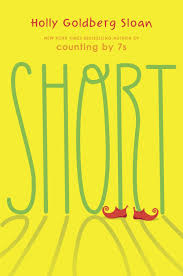 Holly Goldberg Sloan
NEW YORK TIMES BESTSELLING AUTHOR OF
counting by 7s
SHORT